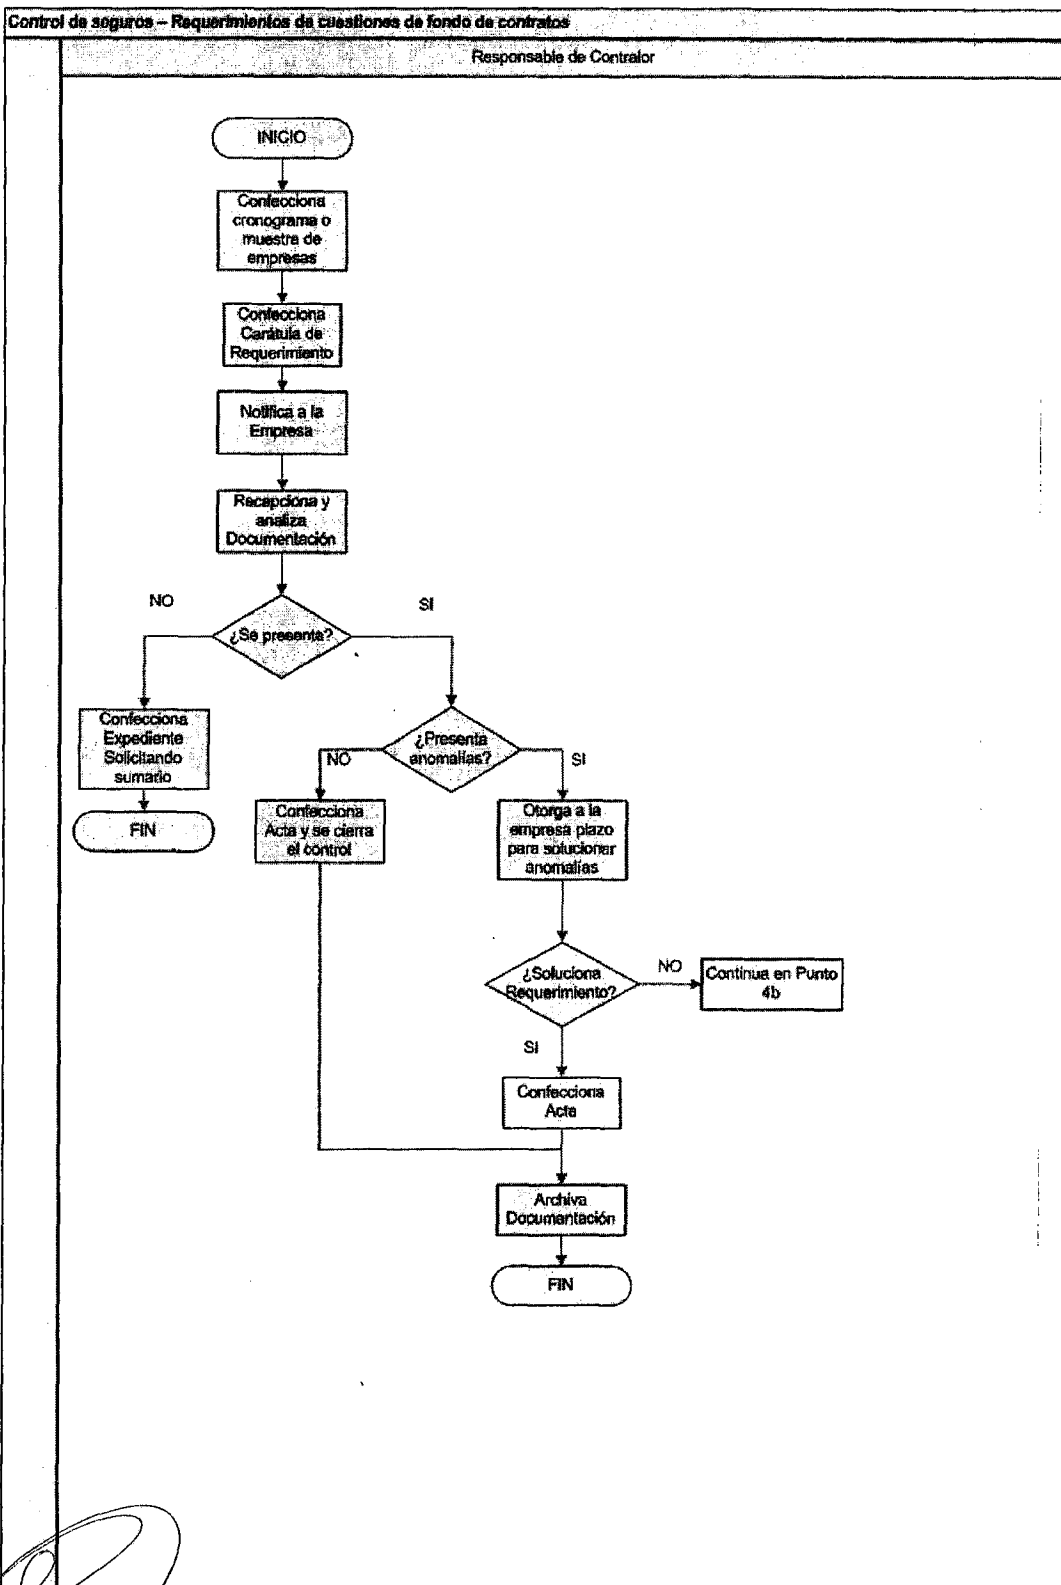 Control de seguros – Requerimientos de cuestiones de fondo de contratos
Responsable de Contralor
INICIO
Confecciona
cronograma o
muestra de
empresas
Confecciona
Carátula de
Requerimiento
Notifica a la
Empresa
Recepciona y
analiza
Documentación
NO
SI
¿Se presenta?
Confecciona
Expediente
Solicitando
sumario
FIN
¿Presenta
anomalías?
NO
SI
Confecciona
Acta y se cierra
el control
Otorga a la
empresa plazo
para solucionar
anomalías
¿Soluciona
Requerimiento?
NO
Continua en Punto
4b
SI
Confecciona
Acta
Archiva
Documentación
FIN